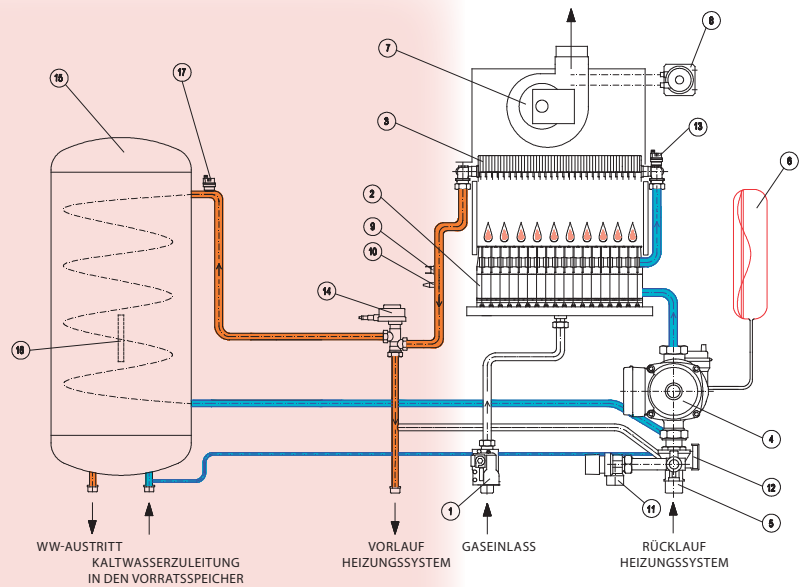 8
7
17
15
13
3
6
2
9
10
14
16
4
12
1
11
5
WW-AUSTRITT
KALTWASSERZULEITUNG
IN DEN VORRATSSPEICHER
VORLAUF
HEIZUNGSSYSTEM
GASEINLASS
RÜCKLAUF
HEIZUNGSSYSTEM